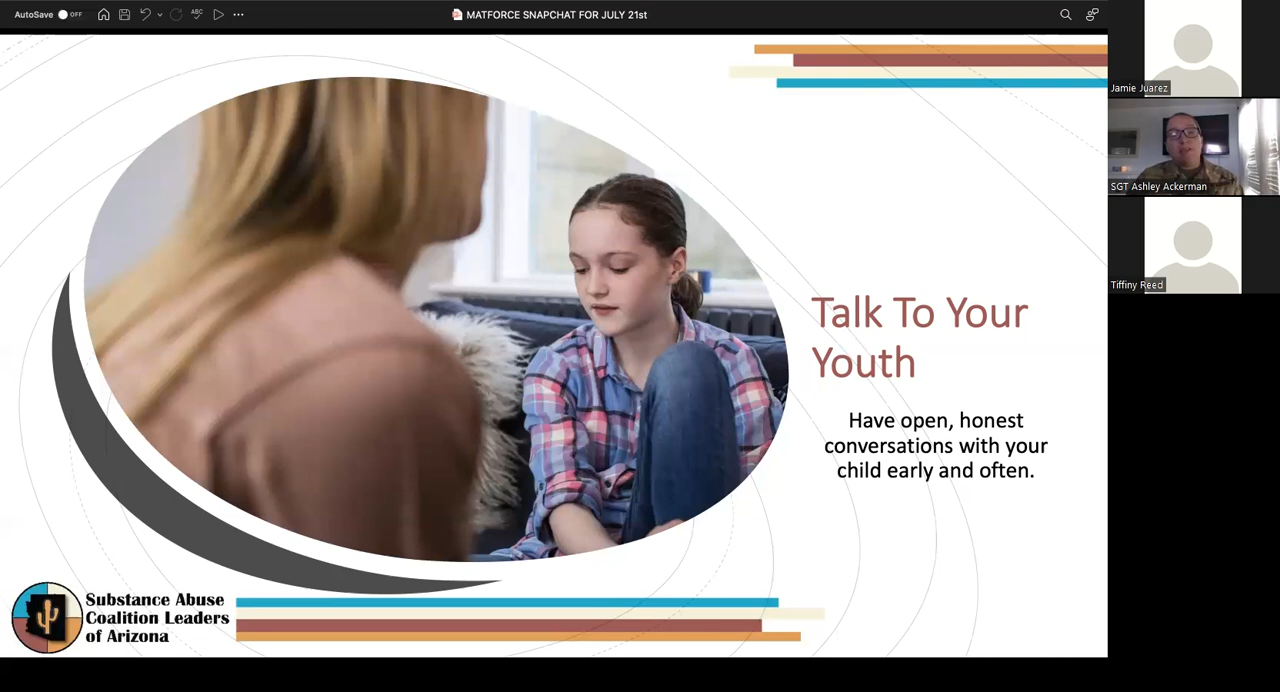 AutoSave OFF
ABC
MATFORCE SNAPCHAT FOR JULY 21st
Jamie Juarez
SGT Ashley Ackerman
Tiffiny Reed
Talk To Your
Youth
Have open, honest
conversations with your
child early and often.
Substance Abuse
Coalition Leaders
of Arizona